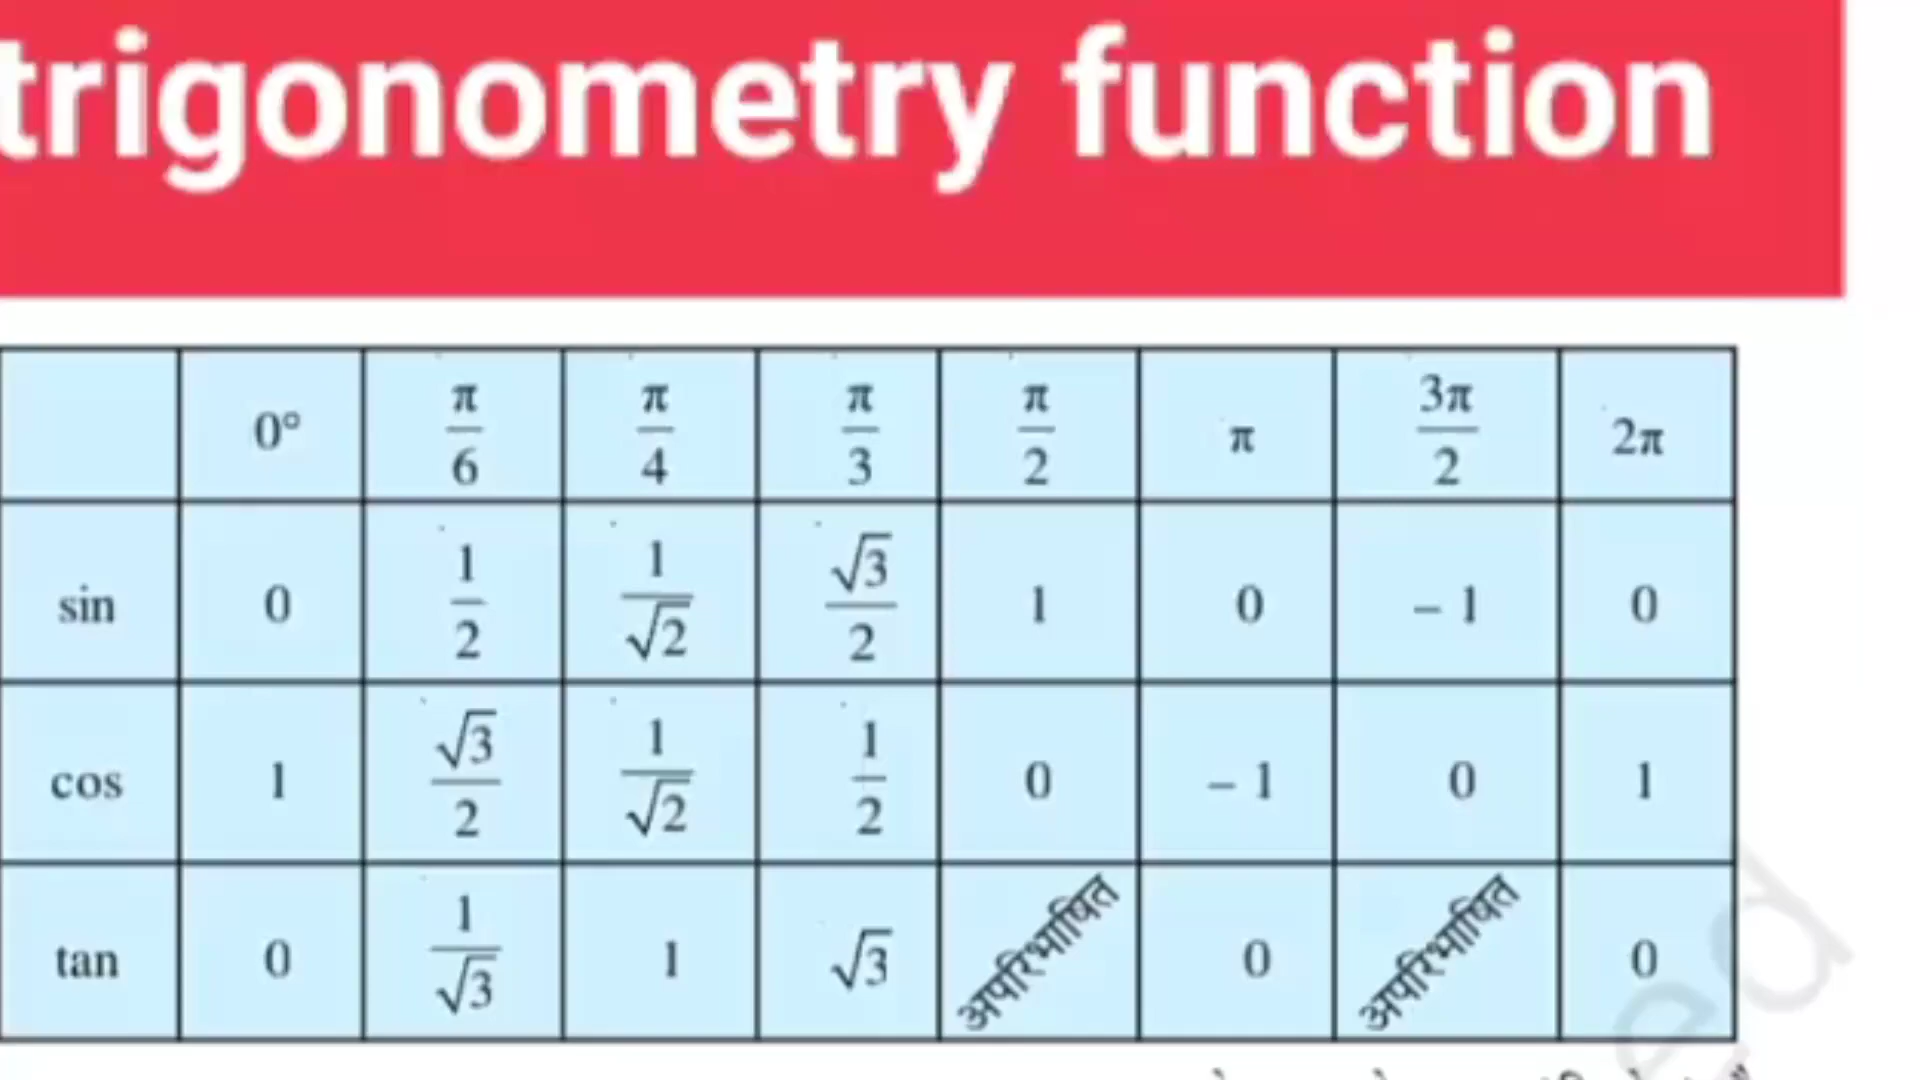 trigonometry function
0° π/6 π/4 π/3 π/2 π 3π/2 2π
sin 0 1/2 1/√2 √3/2 1 0 – 1 0
cos 1 √3/2 1/√2 1/2 0 – 1 0 1
tan 0 1/√3 1 √3 अपरिभाषित 0 अपरिभाषित 0
ed